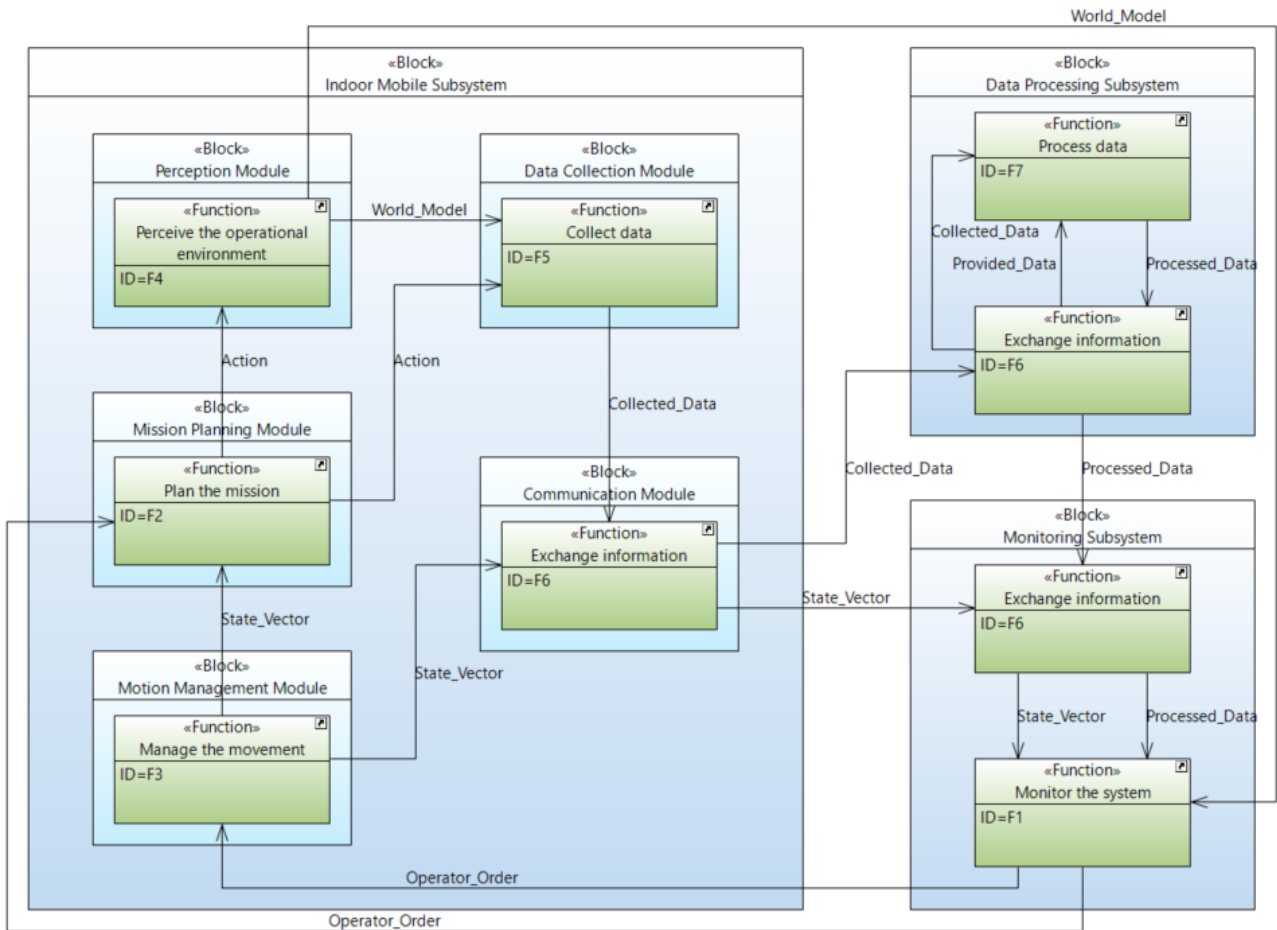 World_Model
«Block»
Indoor Mobile Subsystem
«Block»
Data Processing Subsystem
«Block»
Perception Module
«Function»
Perceive the operational
environment
ID=F4
World_Model
«Block»
Data Collection Module
«Function»
Collect data
ID=F5
«Function»
Process data
ID=F7
Collected_Data
Provided_Data
Processed_Data
«Function»
Exchange information
ID=F6
Action
Action
Collected_Data
«Block»
Mission Planning Module
«Function»
Plan the mission
ID=F2
«Block»
Communication Module
«Function»
Exchange information
ID=F6
Collected_Data
Processed_Data
«Block»
Monitoring Subsystem
«Function»
Exchange information
ID=F6
State_Vector
State_Vector
State_Vector
«Block»
Motion Management Module
«Function»
Manage the movement
ID=F3
State_Vector
Processed_Data
«Function»
Monitor the system
ID=F1
Operator_Order
Operator_Order